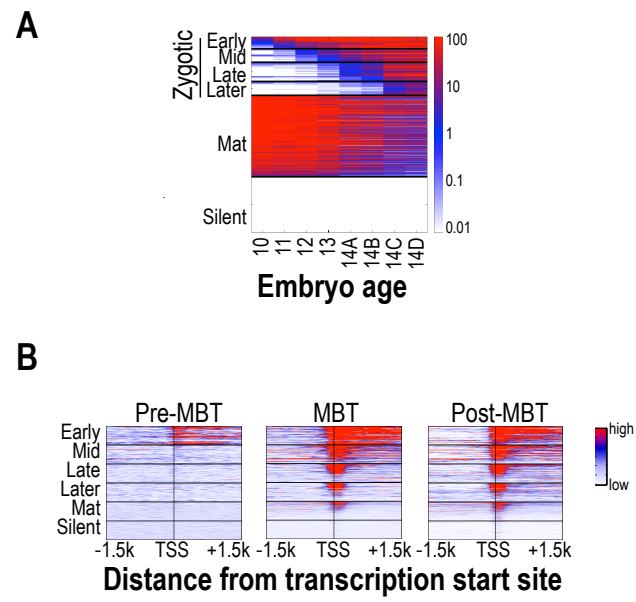 A
Zygotic
Early
Mid
Late
Later
Mat
Silent
100
10
1
0.1
0.01
10 11 12 13 14A 14B 14C 14D
Embryo age
B
Pre-MBT MBT Post-MBT
Early
Mid
Late
Later
Mat
Silent
high
low
-1.5k TSS +1.5k -1.5k TSS +1.5k -1.5k TSS +1.5k
Distance from transcription start site